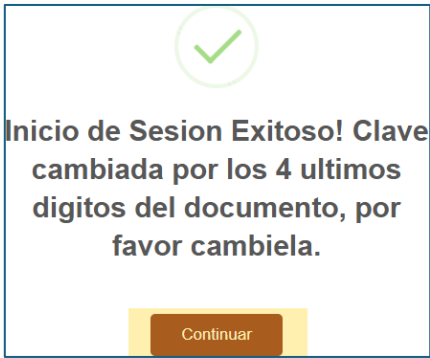 Inicio de Sesion Exitoso! Clave
cambiada por los 4 ultimos
digitos del documento, por
favor cambiela.
Continuar